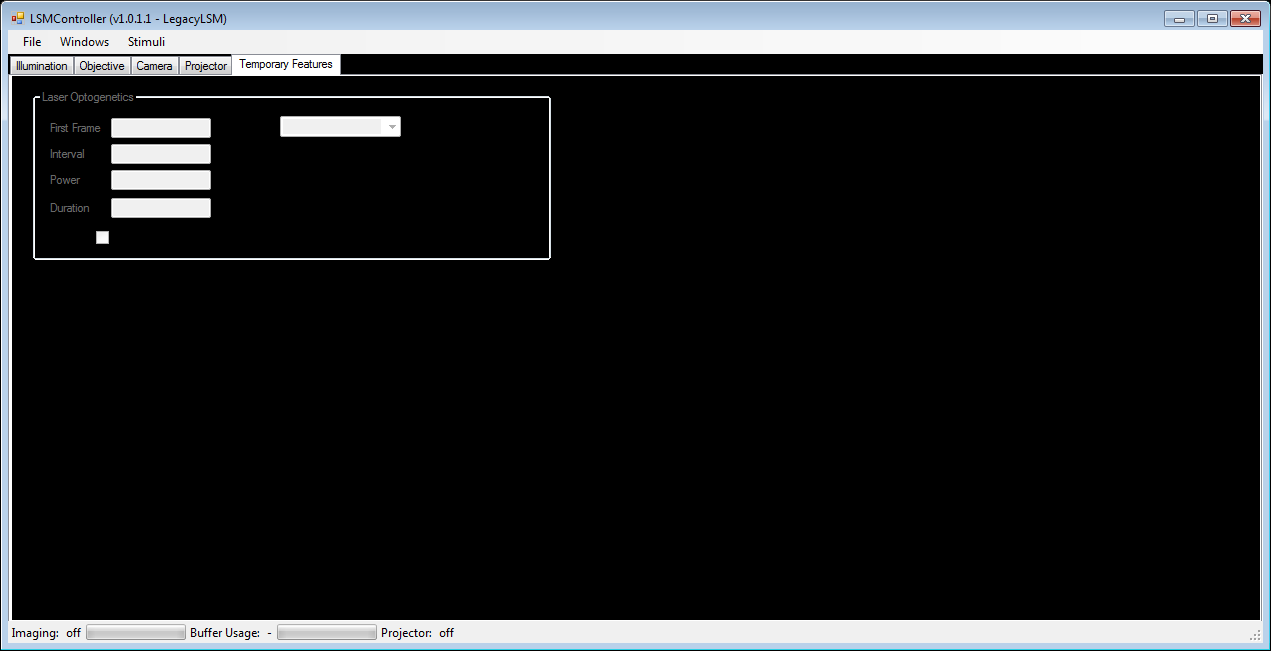 LSMController (v1.0.1.1 - LegacyLSM)
File Windows Stimuli
Illumination Objective Camera Projector Temporary Features
Laser Optogenetics
First Frame
Interval
Power
Duration
Imaging: off Buffer Usage: - Projector: off